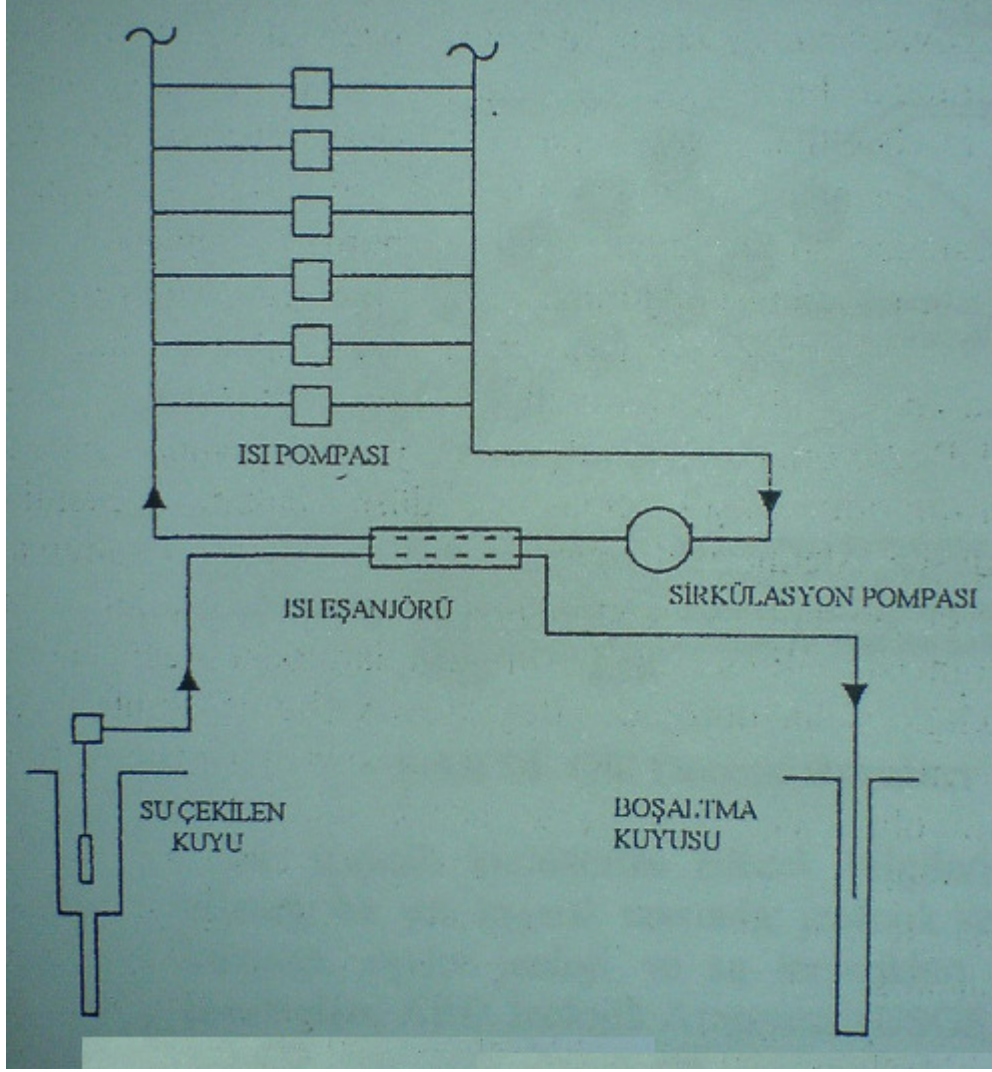 ISI POMPASI
ISI EŞANJÖRÜ
SİRKÜLASYON POMPASI
SU ÇEKİLEN
KUYU
BOŞALTMA
KUYUSU